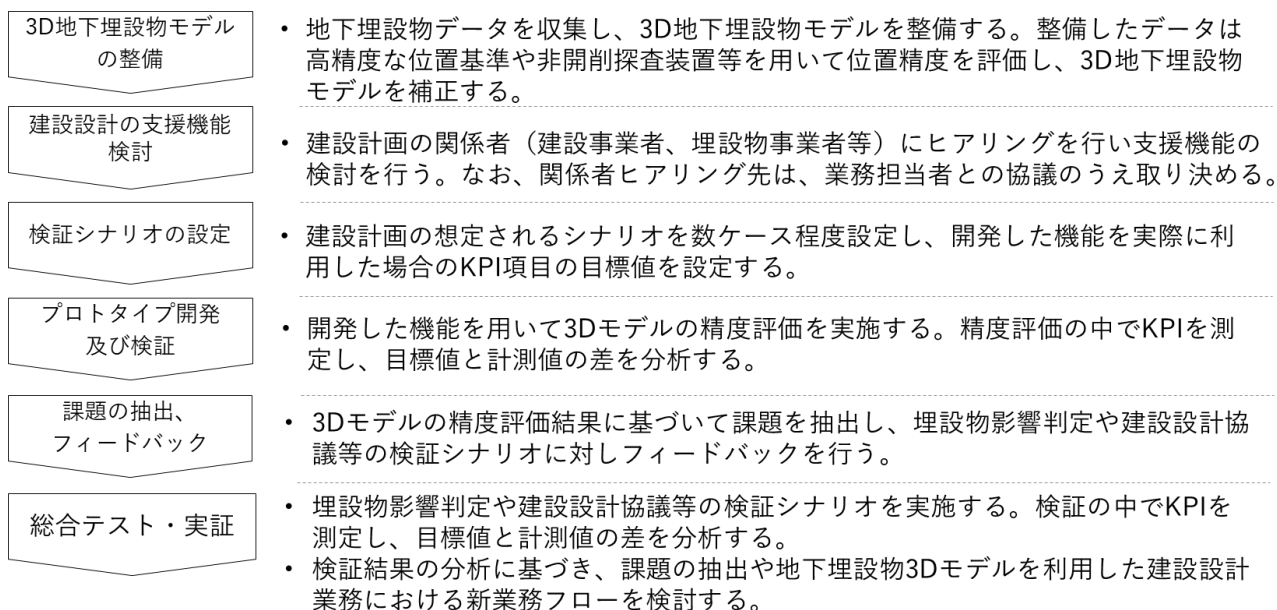 3D地下埋設物モデル
の整備
• 地下埋設物データを収集し、3D地下埋設物モデルを整備する。整備したデータは
高精度な位置基準や非開削探査装置等を用いて位置精度を評価し、3D地下埋設物
モデルを補正する。
建設設計の支援機能
検討
• 建設計画の関係者（建設事業者、埋設物事業者等）にヒアリングを行い支援機能の
検討を行う。なお、関係者ヒアリング先は、業務担当者との協議のうえ取り決める。
検証シナリオの設定
• 建設計画の想定されるシナリオを数ケース程度設定し、開発した機能を実際に利
用した場合のKPI項目の目標値を設定する。
プロトタイプ開発
及び検証
• 開発した機能を用いて3Dモデルの精度評価を実施する。精度評価の中でKPIを測
定し、目標値と計測値の差を分析する。
課題の抽出、
フィードバック
• 3Dモデルの精度評価結果に基づいて課題を抽出し、埋設物影響判定や建設設計協
議等の検証シナリオに対しフィードバックを行う。
総合テスト・実証
• 埋設物影響判定や建設設計協議等の検証シナリオを実施する。検証の中でKPIを
測定し、目標値と計測値の差を分析する。
• 検証結果の分析に基づき、課題の抽出や地下埋設物3Dモデルを利用した建設設計
業務における新業務フローを検討する。